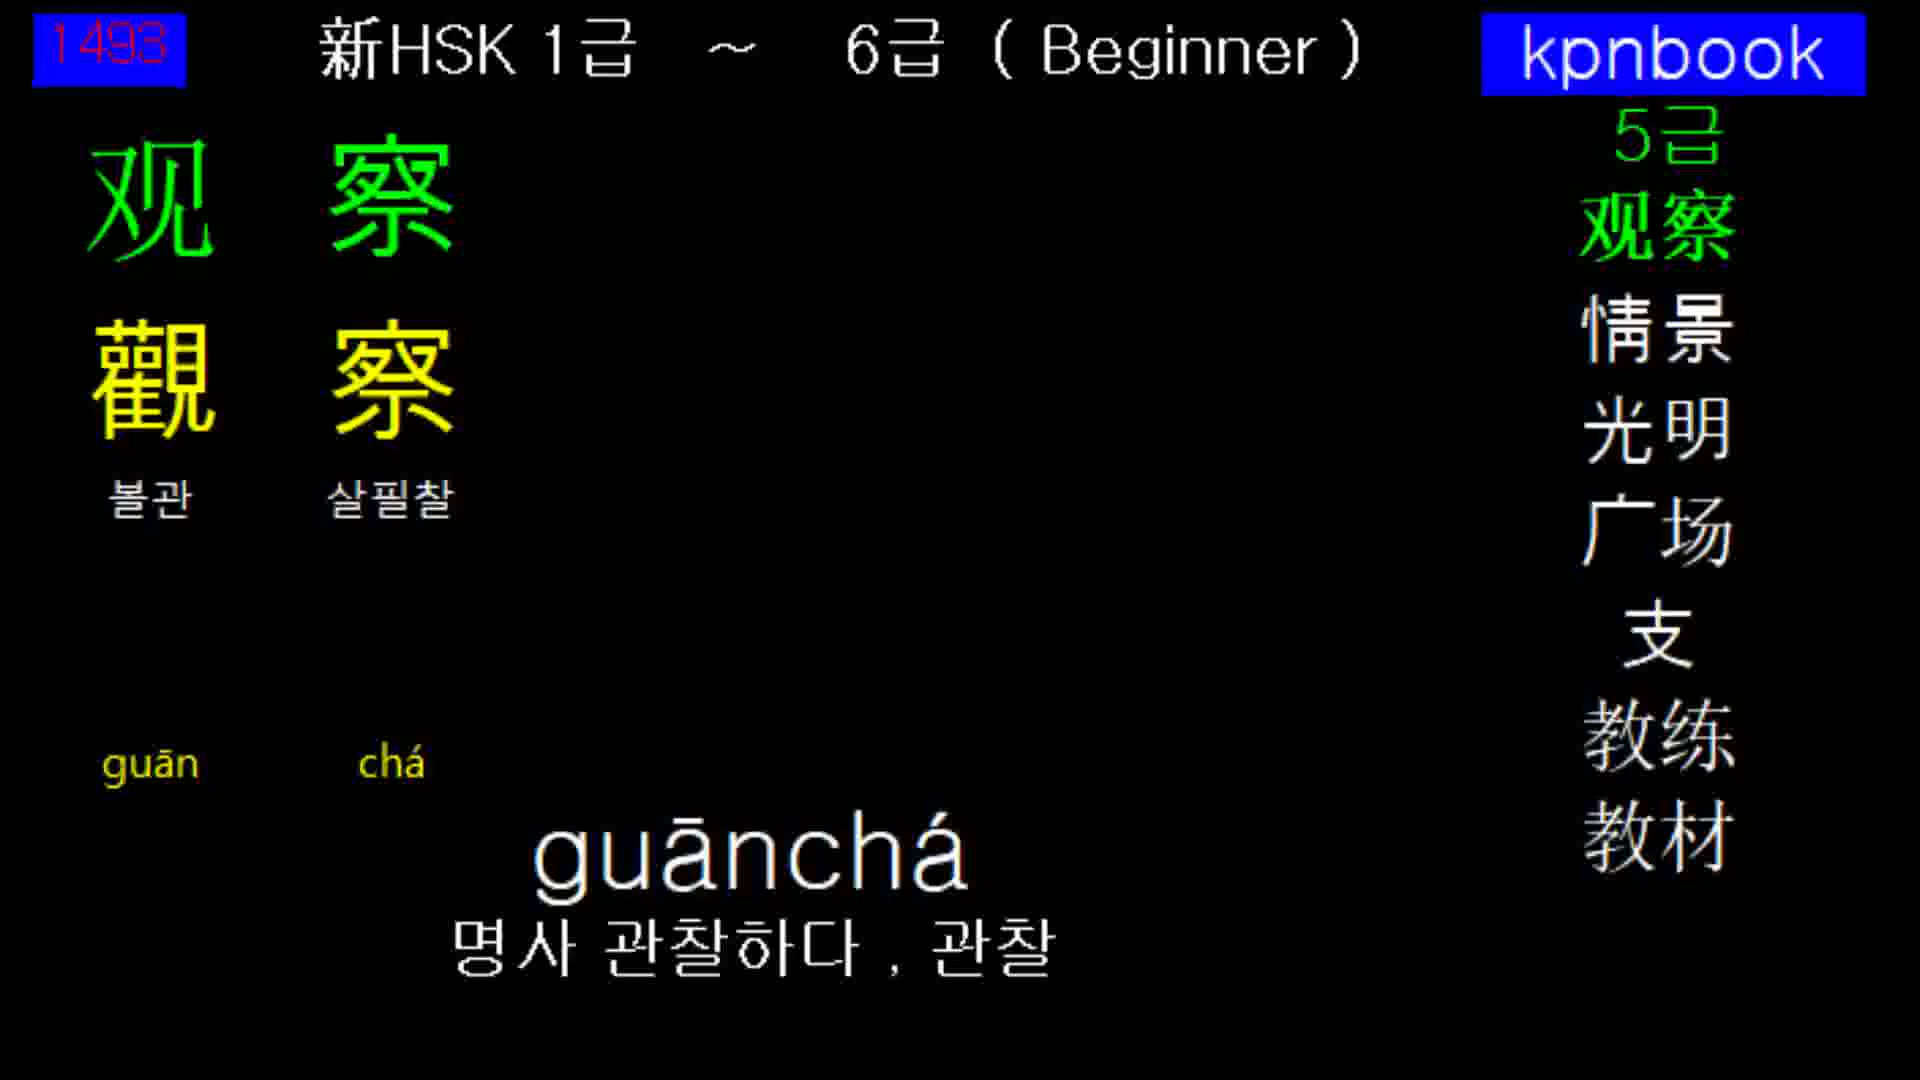 1493 新HSK 1급 ~ 6급 ( Beginner ) kpnbook
5급
观 察
觀 察
볼관 살필찰
guān chá
guānchá
명사 관찰하다 , 관찰
观察
情景
光明
广场
支
教练
教材